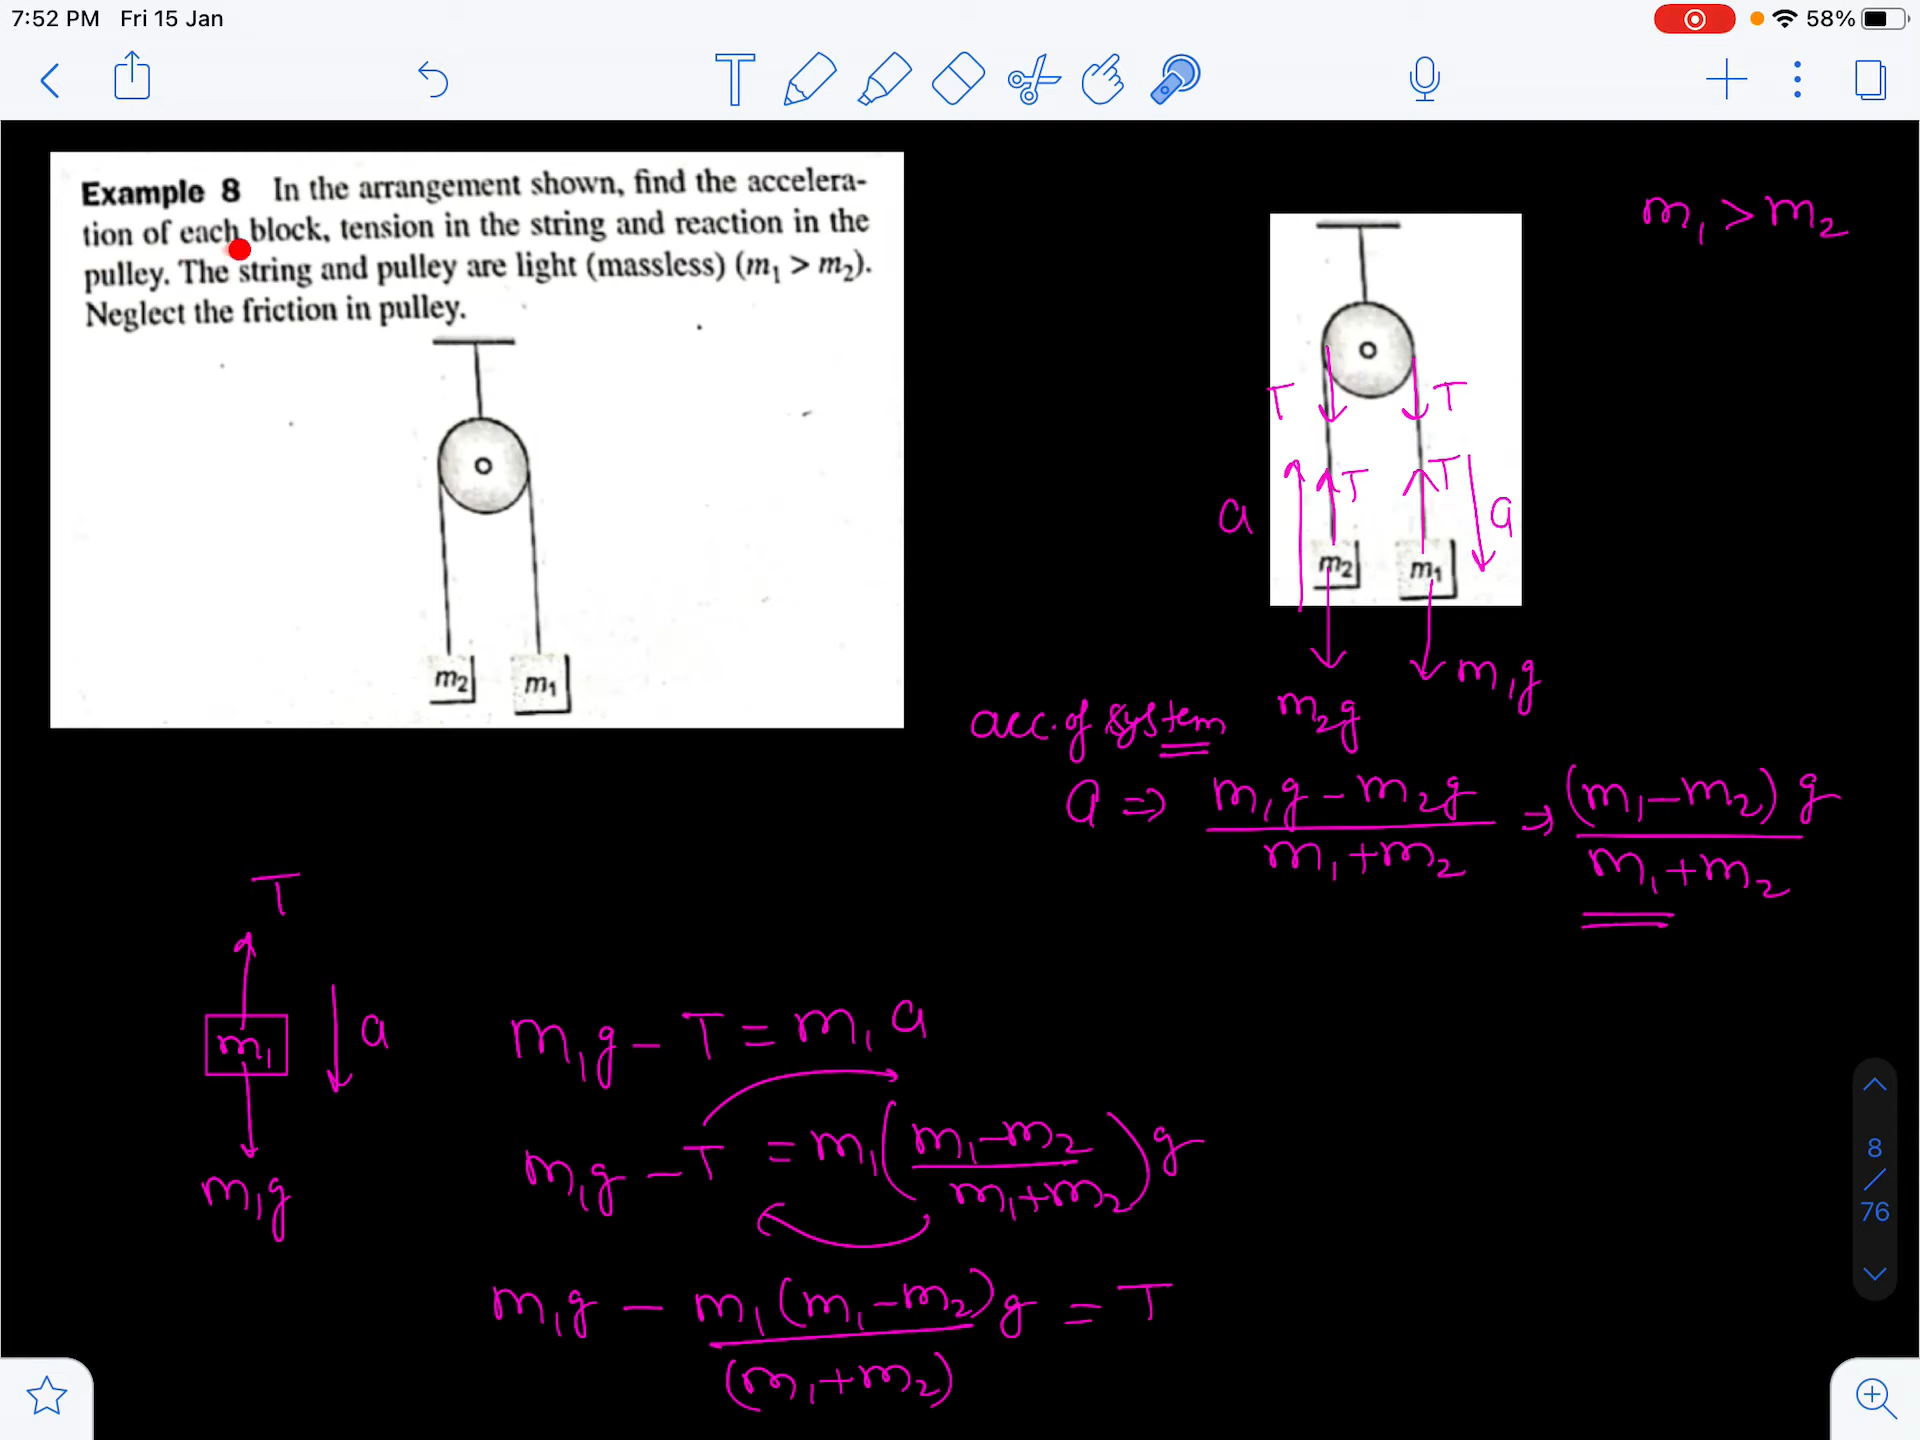 7:52 PM Fri 15 Jan
58%
T
Example 8 In the arrangement shown, find the accelera-
tion of each block, tension in the string and reaction in the
pulley. The string and pulley are light (massless) (m₁ > m₂).
Neglect the friction in pulley.
m₂ m₁
m₁ > m₂
T T
T T
a a
m₂ m₁
m₁g
m₂g
acc. of system
a ⇒ (m₁g - m₂g)/(m₁ + m₂) ⇒ (m₁ - m₂) g/(m₁ + m₂)
T
m₁ a
m₁g
m₁g - T = m₁ a
m₁g - T = m₁((m₁ - m₂)/(m₁ + m₂)) g
m₁g - m₁(m₁ - m₂)g/(m₁ + m₂) = T
8
/
76